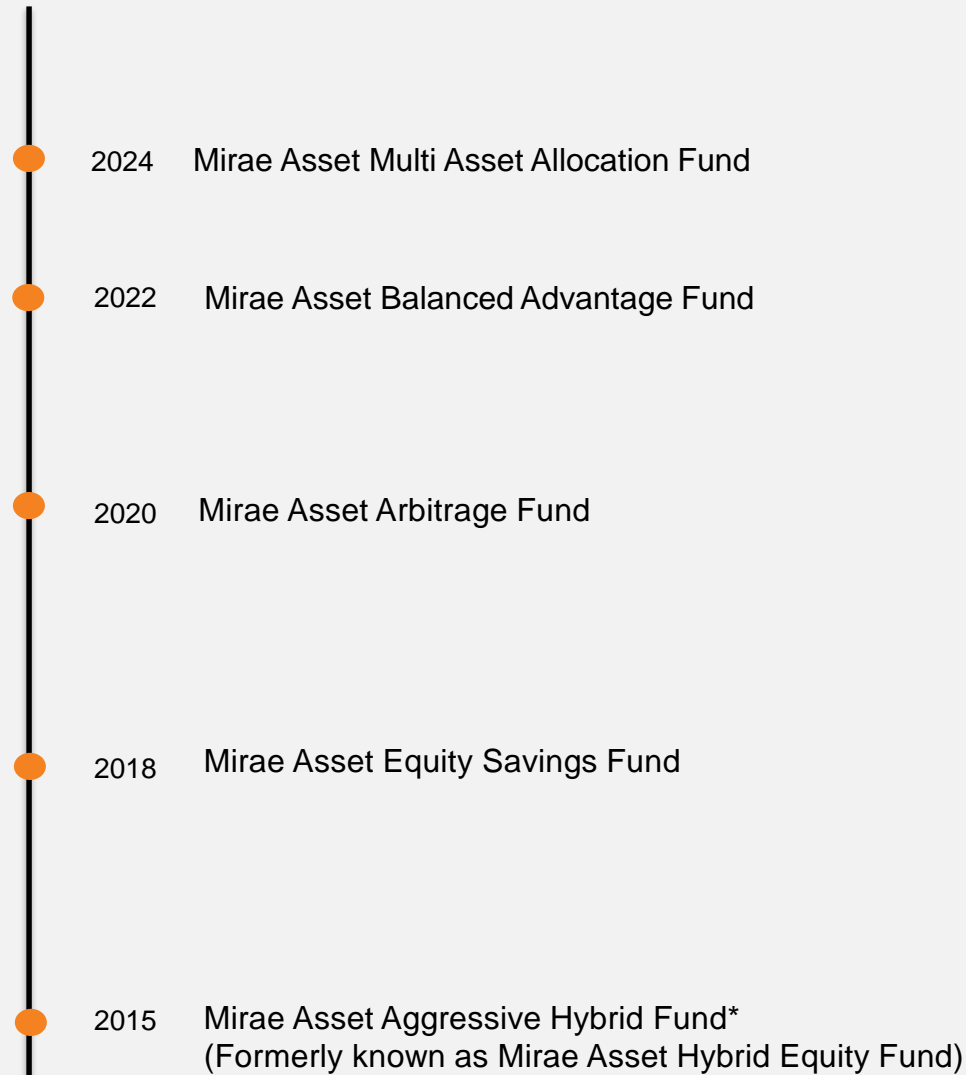 2024 Mirae Asset Multi Asset Allocation Fund
2022 Mirae Asset Balanced Advantage Fund
2020 Mirae Asset Arbitrage Fund
2018 Mirae Asset Equity Savings Fund
2015 Mirae Asset Aggressive Hybrid Fund*
(Formerly known as Mirae Asset Hybrid Equity Fund)